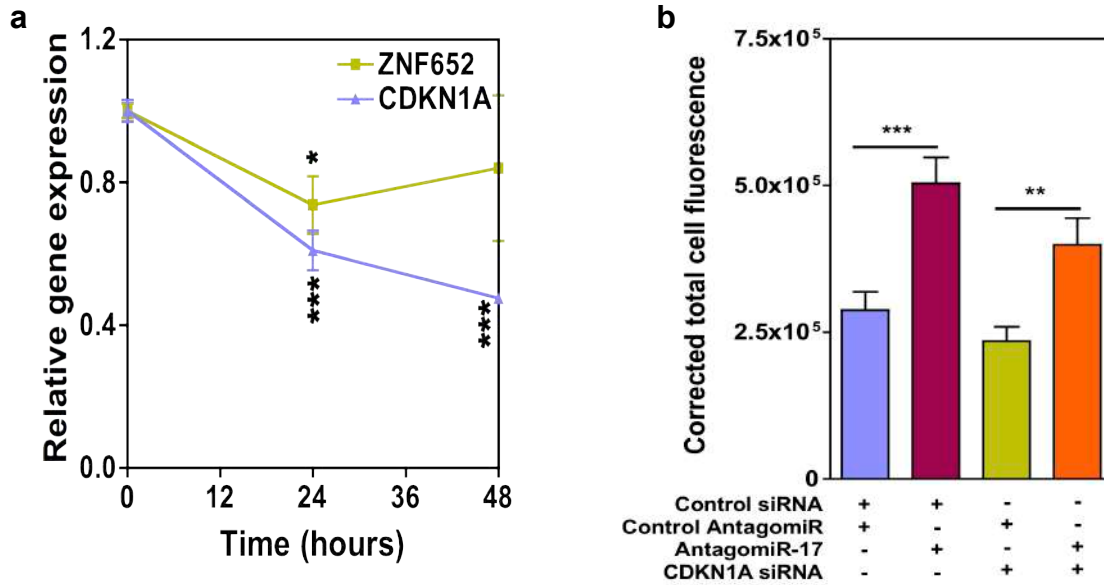 a
Relative gene expression
1.2
0.8
0.4
0.0
ZNF652
CDKN1A
*
***
***
0 12 24 36 48
Time (hours)
b
Corrected total cell fluorescence
7.5x10⁵
5.0x10⁵
2.5x10⁵
0
***
**
Control siRNA + + - -
Control AntagomiR + - + -
AntagomiR-17 - + - +
CDKN1A siRNA - - + +